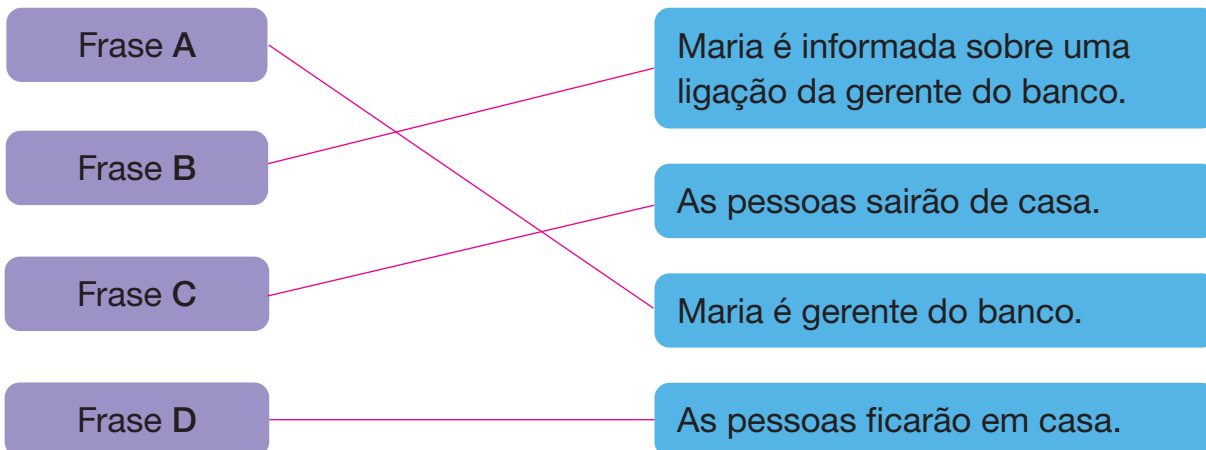 Frase A
Maria é informada sobre uma
ligação da gerente do banco.
Frase B
As pessoas sairão de casa.
Frase C
Maria é gerente do banco.
Frase D
As pessoas ficarão em casa.